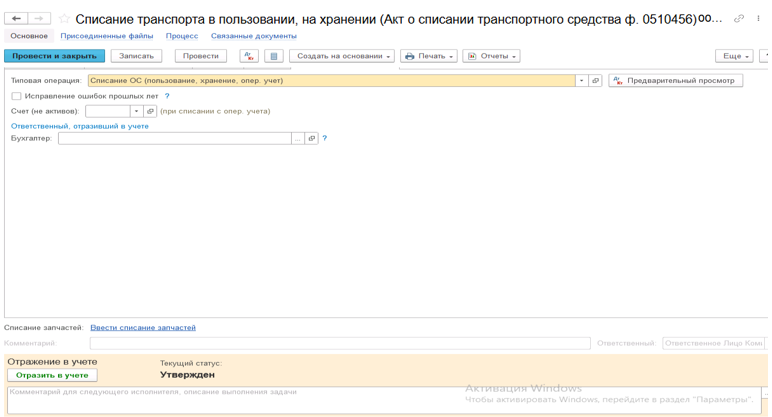 Списание транспорта в пользовании, на хранении (Акт о списании транспортного средства ф. 0510456)00...
Основное Присоединенные файлы Процесс Связанные документы
Провести и закрыть Записать Провести Создать на основании Печать Отчеты Еще
Типовая операция: Списание ОС (пользование, хранение, опер. учет) Предварительный просмотр
Исправление ошибок прошлых лет ?
Счет (не активов): (при списании с опер. учета)
Ответственный, отразивший в учете
Бухгалтер: ... ?
Списание запчастей: Ввести списание запчастей
Комментарий: Ответственный: Ответственное Лицо Кома
Отражение в учете Текущий статус:
Отразить в учете Утвержден
Комментарий для следующего исполнителя, описание выполнения задачи
Активация Windows
Чтобы активировать Windows, перейдите в раздел "Параметры".